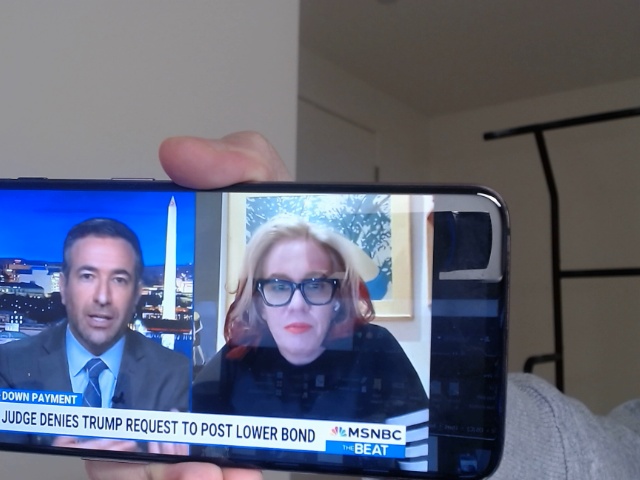 DOWN PAYMENT
JUDGE DENIES TRUMP REQUEST TO POST LOWER BOND
MSNBC
THE BEAT